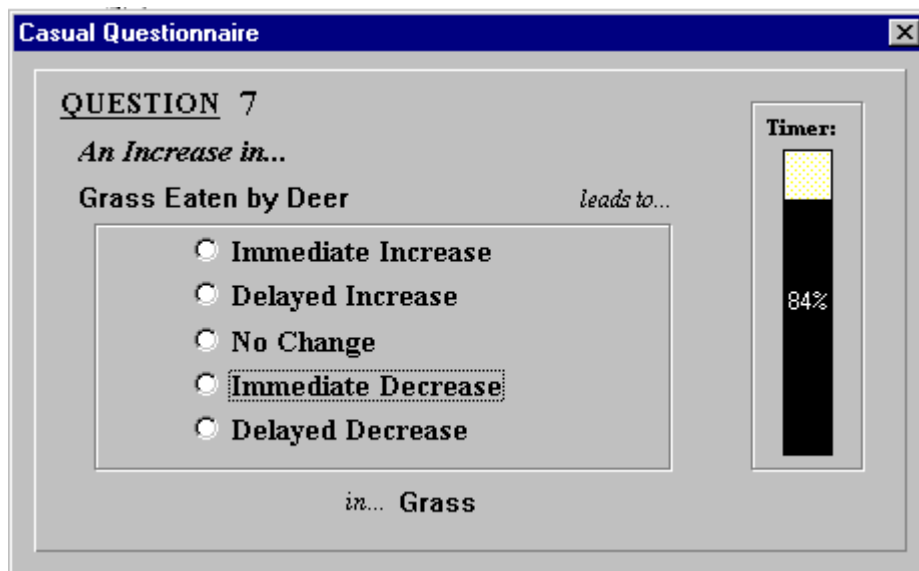 Casual Questionnaire
QUESTION 7
Timer:
An Increase in...
Grass Eaten by Deer leads to...
Immediate Increase
Delayed Increase
84%
No Change
Immediate Decrease
Delayed Decrease
in... Grass